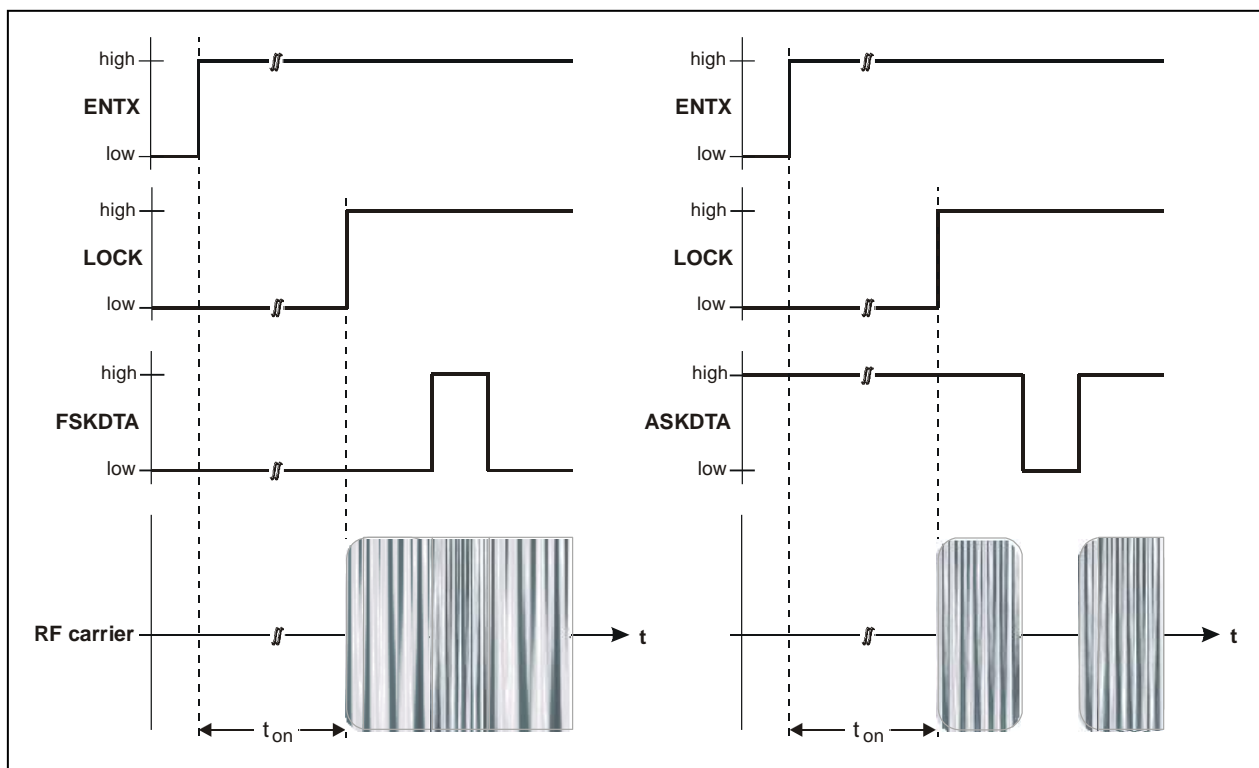 high
ENTX
low
high
LOCK
low
high
FSKDTA
low
RF carrier
t
t on
high
ENTX
low
high
LOCK
low
high
ASKDTA
low
t
t on